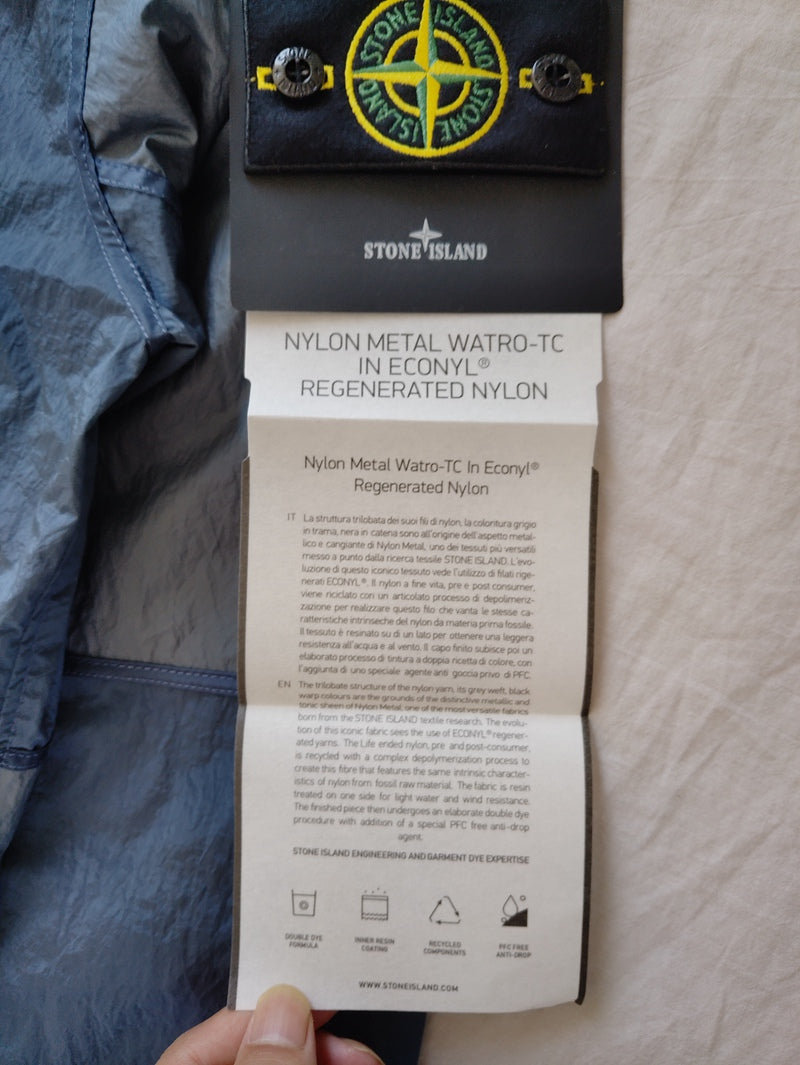 STONE ISLAND
STONE ISLAND
STONE ISLAND
NYLON METAL WATRO-TC
IN ECONYL®
REGENERATED NYLON
Nylon Metal Watro-TC In Econyl®
Regenerated Nylon
IT La struttura trilobata dei suoi fili di nylon, la coloritura grigio
in trama, nera in catena sono all'origine dell'aspetto metal-
lico e cangiante di Nylon Metal, uno dei tessuti più versatili
messo a punto dalla ricerca tessile STONE ISLAND. L'evo-
luzione di questo iconico tessuto vede l'utilizzo di filati rige-
nerati ECONYL®. Il nylon a fine vita, pre e post consumer,
viene riciclato con un articolato processo di depolimeriz-
zazione per realizzare questo filo che vanta le stesse ca-
ratteristiche intrinseche del nylon da materia prima fossile.
Il tessuto è resinato su di un lato per ottenere una leggera
resistenza all'acqua e al vento. Il capo finito subisce poi un
elaborato processo di tintura a doppia ricetta di colore, con
l'aggiunta di uno speciale agente anti goccia privo di PFC.
EN The trilobate structure of the nylon yarn, its grey weft, black
warp colours are the grounds of the distinctive metallic and
tonic sheen of Nylon Metal, one of the most versatile fabrics
born from the STONE ISLAND textile research. The evolu-
tion of this iconic fabric sees the use of ECONYL® regener-
ated yarns. The Life ended nylon, pre and post-consumer,
is recycled with a complex depolymerization process to
create this fibre that features the same intrinsic character-
istics of nylon from fossil raw material. The fabric is resin
treated on one side for light water and wind resistance.
The finished piece then undergoes an elaborate double dye
procedure with addition of a special PFC free anti-drop
agent.
STONE ISLAND ENGINEERING AND GARMENT DYE EXPERTISE
DOUBLE DYE
FORMULA
INNER RESIN
COATING
RECYCLED
COMPONENTS
PFC FREE
ANTI-DROP
WWW.STONEISLAND.COM